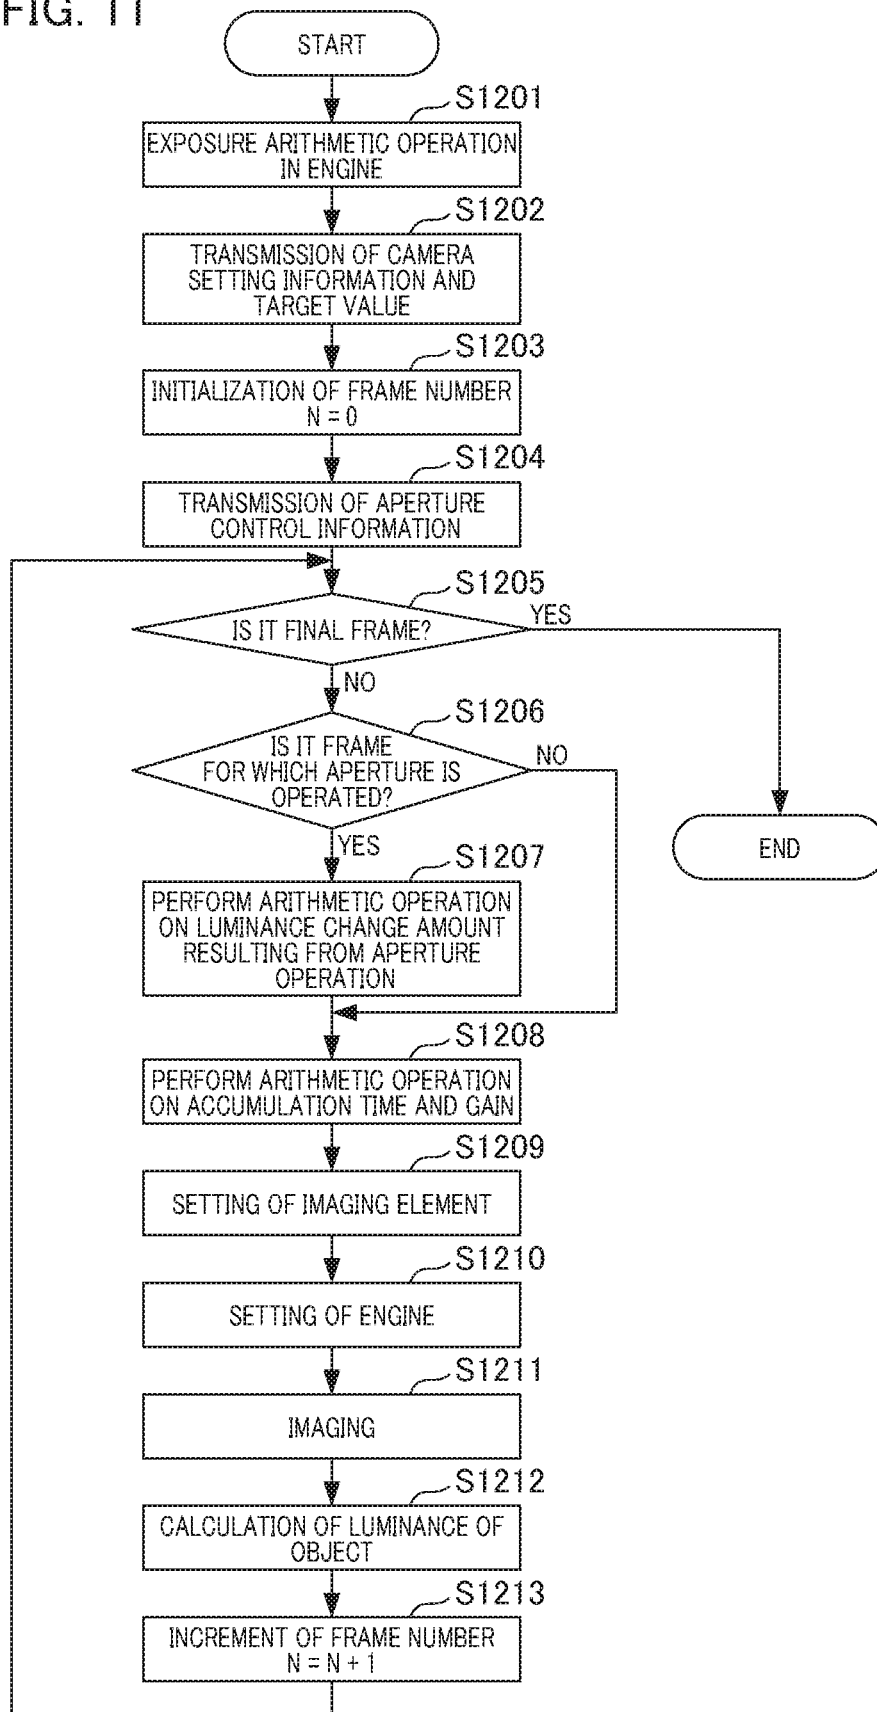 FIG. 11
START
S1201
EXPOSURE ARITHMETIC OPERATION
IN ENGINE
S1202
TRANSMISSION OF CAMERA
SETTING INFORMATION AND
TARGET VALUE
S1203
INITIALIZATION OF FRAME NUMBER
N = 0
S1204
TRANSMISSION OF APERTURE
CONTROL INFORMATION
S1205
IS IT FINAL FRAME?
YES
NO
S1206
IS IT FRAME
FOR WHICH APERTURE IS
OPERATED?
NO
YES
END
S1207
PERFORM ARITHMETIC OPERATION
ON LUMINANCE CHANGE AMOUNT
RESULTING FROM APERTURE
OPERATION
S1208
PERFORM ARITHMETIC OPERATION
ON ACCUMULATION TIME AND GAIN
S1209
SETTING OF IMAGING ELEMENT
S1210
SETTING OF ENGINE
S1211
IMAGING
S1212
CALCULATION OF LUMINANCE OF
OBJECT
S1213
INCREMENT OF FRAME NUMBER
N = N + 1